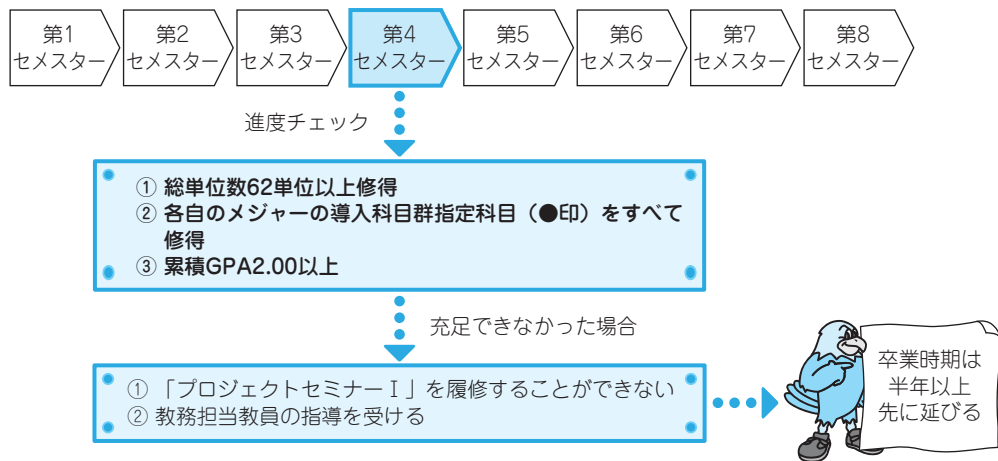 第1
セメスター
第2
セメスター
第3
セメスター
第4
セメスター
第5
セメスター
第6
セメスター
第7
セメスター
第8
セメスター
進度チェック
① 総単位数62単位以上修得
② 各自のメジャーの導入科目群指定科目（●印）をすべて
修得
③ 累積GPA2.00以上
充足できなかった場合
① 「プロジェクトセミナーⅠ」を履修することができない
② 教務担当教員の指導を受ける
卒業時期は
半年以上
先に延びる